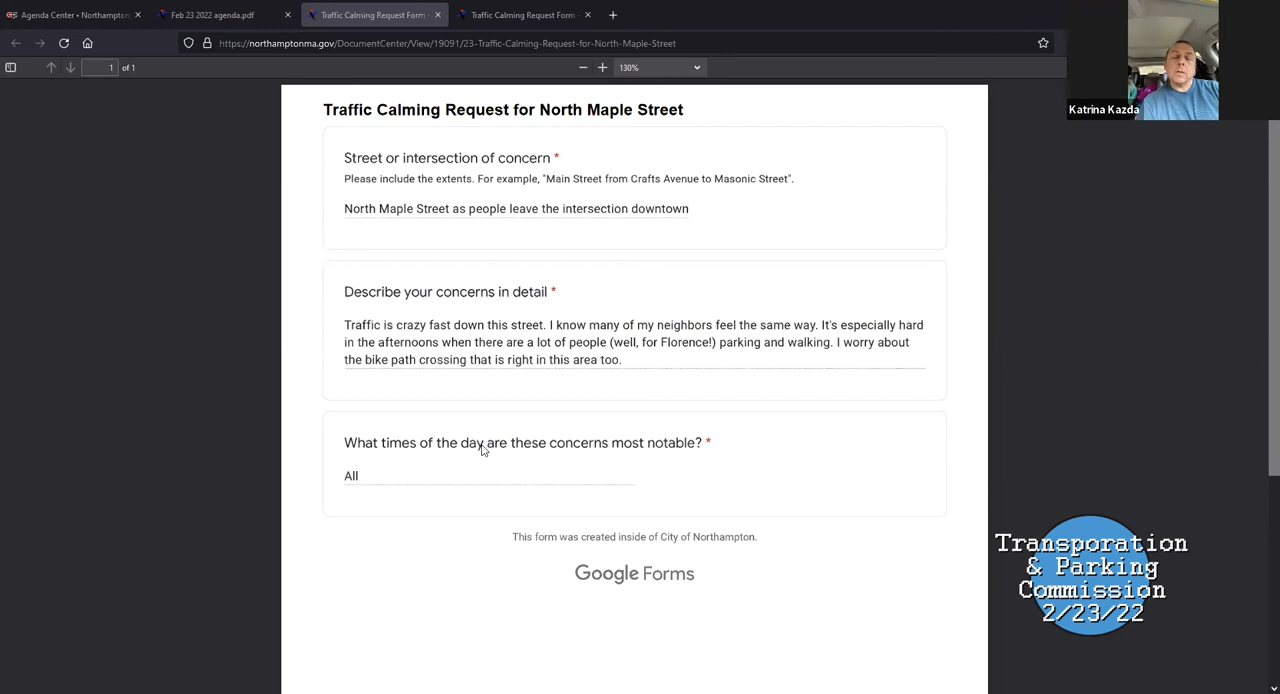 Agenda Center • Northampton
Feb 23 2022 agenda.pdf
Traffic Calming Request Form -
Traffic Calming Request Form -
https://northamptonma.gov/DocumentCenter/View/19091/23-Traffic-Calming-Request-for-North-Maple-Street
1 of 1
130%
Katrina Kazda
Traffic Calming Request for North Maple Street
Street or intersection of concern *
Please include the extents. For example, "Main Street from Crafts Avenue to Masonic Street".
North Maple Street as people leave the intersection downtown
Describe your concerns in detail *
Traffic is crazy fast down this street. I know many of my neighbors feel the same way. It's especially hard
in the afternoons when there are a lot of people (well, for Florence!) parking and walking. I worry about
the bike path crossing that is right in this area too.
What times of the day are these concerns most notable? *
All
This form was created inside of City of Northampton.
Google Forms
Transporation
& Parking
Commission
2/23/22